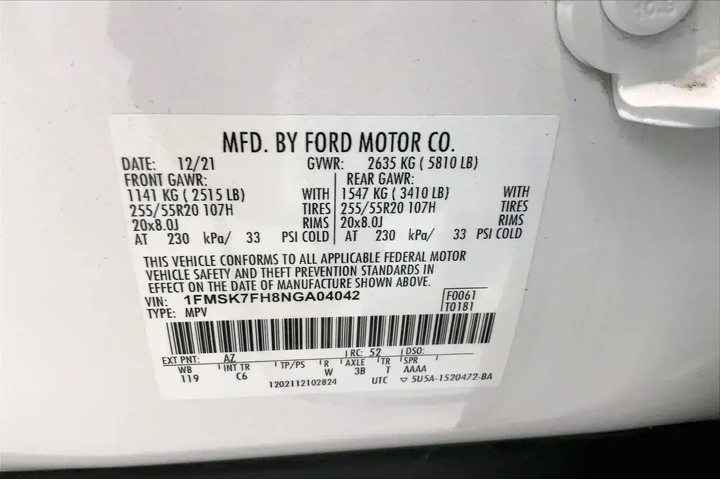 MFD. BY FORD MOTOR CO.
DATE: 12/21 GVWR: 2635 KG ( 5810 LB)
FRONT GAWR: REAR GAWR:
1141 KG ( 2515 LB) WITH 1547 KG ( 3410 LB) WITH
255/55R20 107H TIRES 255/55R20 107H TIRES
20x8.0J RIMS 20x8.0J RIMS
AT 230 kPa/ 33 PSI COLD AT 230 kPa/ 33 PSI COLD
THIS VEHICLE CONFORMS TO ALL APPLICABLE FEDERAL MOTOR
VEHICLE SAFETY AND THEFT PREVENTION STANDARDS IN
EFFECT ON THE DATE OF MANUFACTURE SHOWN ABOVE.
VIN: 1FMSK7FH8NGA04042 F0061
TYPE: MPV T0181
EXT PNT: AZ RC: 52 DSO:
WB INT TR TP/PS R AXLE TR SPR
119 C6 W 3B T AAAA
1202112102824 UTC ▽ 5U5A-1520472-BA